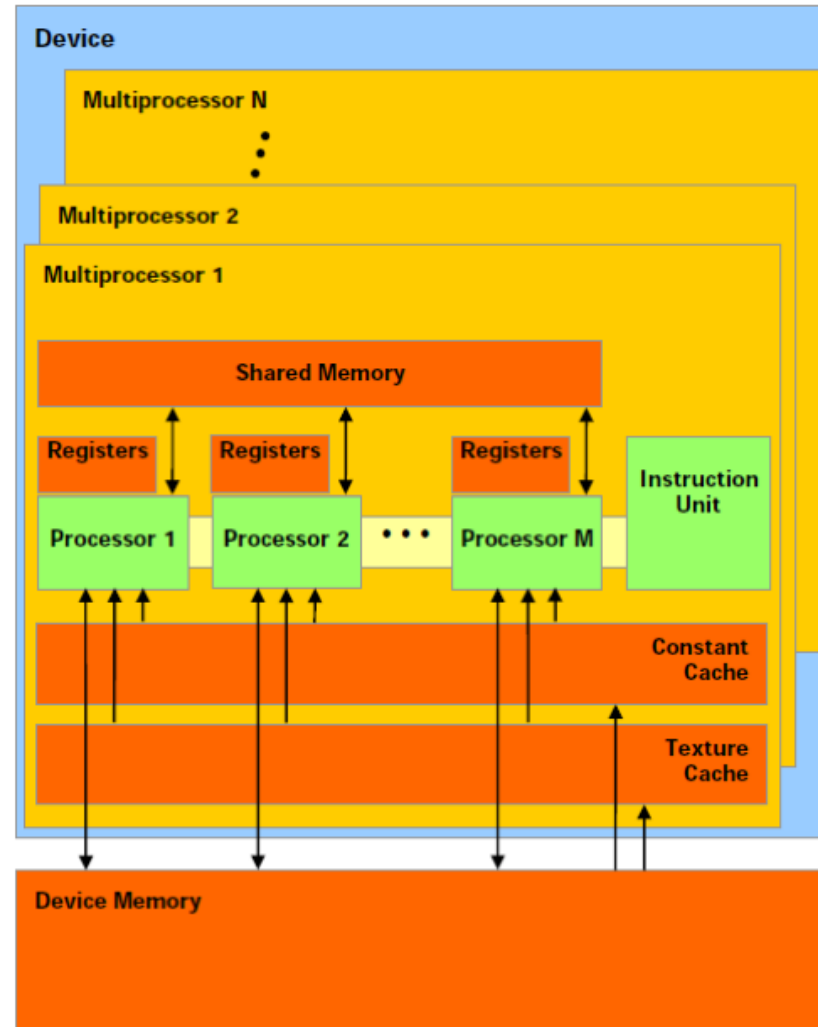 Device
Multiprocessor N
Multiprocessor 2
Multiprocessor 1
Shared Memory
Registers
Registers
Registers
Instruction
Unit
Processor 1
Processor 2
Processor M
Constant
Cache
Texture
Cache
Device Memory